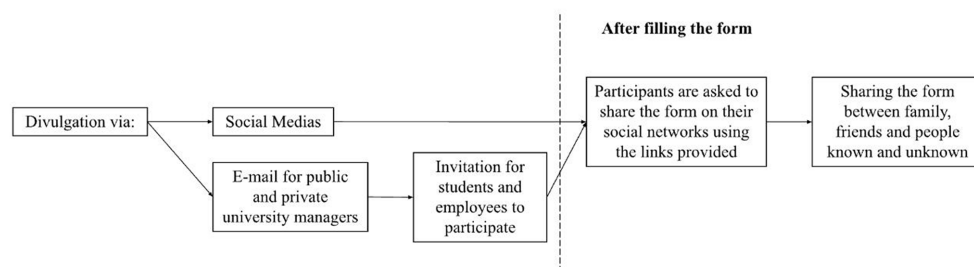 After filling the form
Divulgation via:
Social Medias
E-mail for public
and private
university managers
Invitation for
students and
employees to
participate
Participants are asked to
share the form on their
social networks using
the links provided
Sharing the form
between family,
friends and people
known and unknown